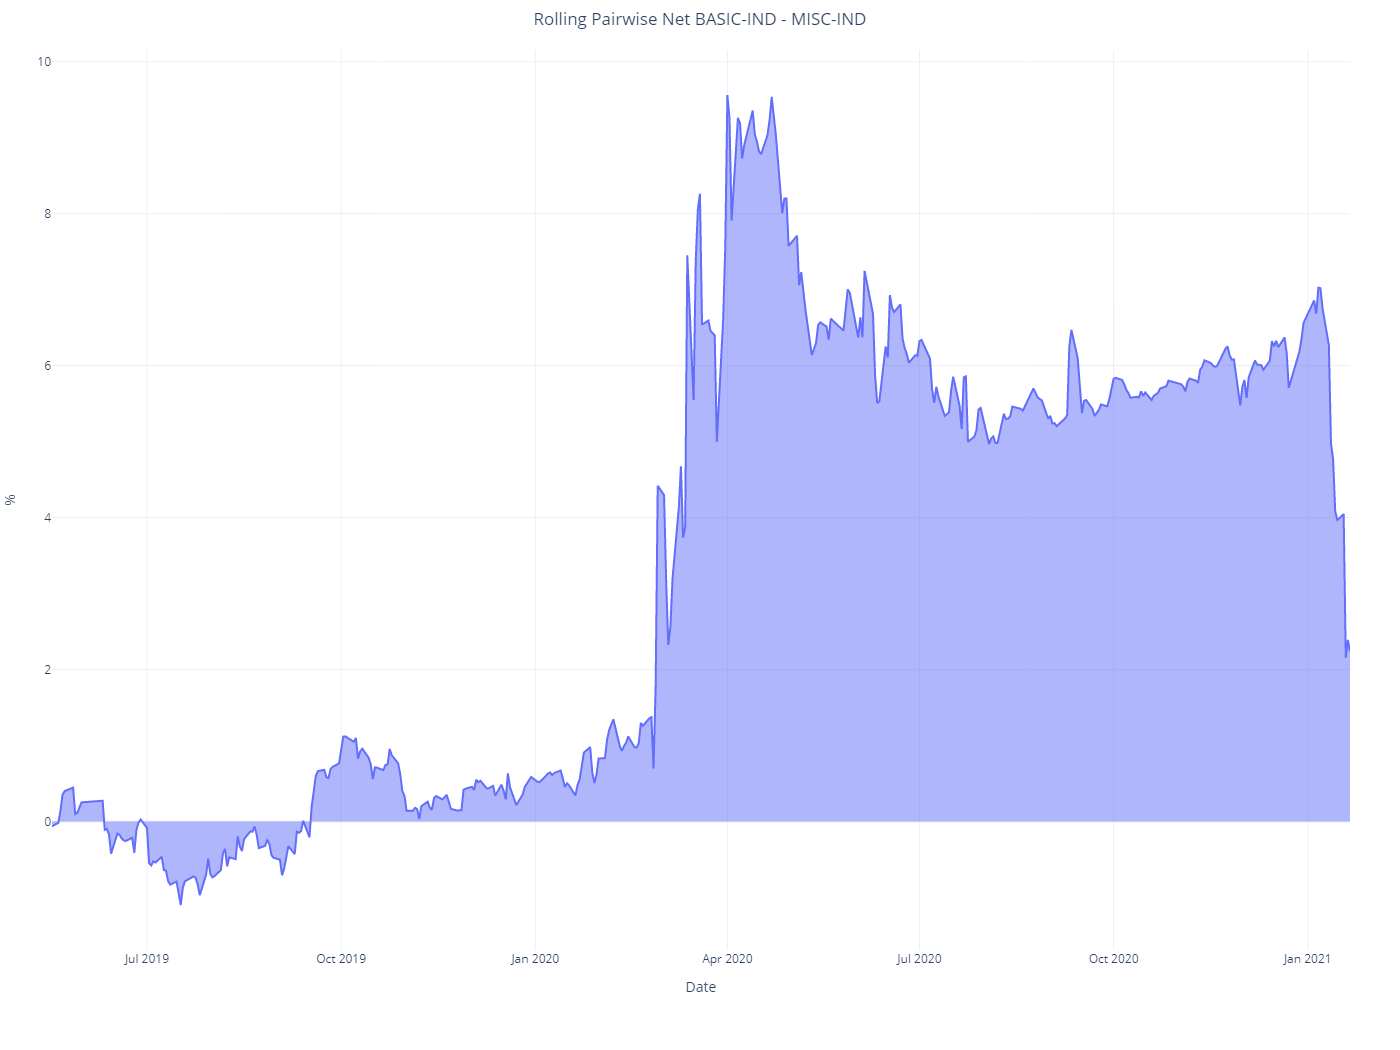 Rolling Pairwise Net BASIC-IND - MISC-IND
10
8
6
4
2
0
%
Jul 2019
Oct 2019
Jan 2020
Apr 2020
Jul 2020
Oct 2020
Jan 2021
Date